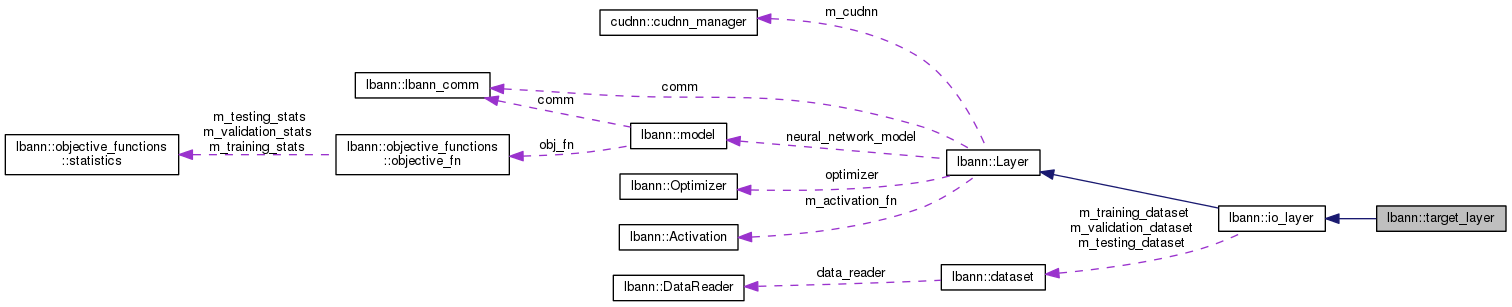 m_cudnn
cudnn::cudnn_manager
lbann::lbann_comm
comm
comm
m_testing_stats
m_validation_stats
m_training_stats
lbann::objective_functions
::statistics
lbann::objective_functions
::objective_fn
obj_fn
lbann::model
neural_network_model
lbann::Layer
lbann::Optimizer
optimizer
m_activation_fn
lbann::Activation
m_training_dataset
m_validation_dataset
m_testing_dataset
lbann::io_layer
lbann::target_layer
lbann::DataReader
data_reader
lbann::dataset